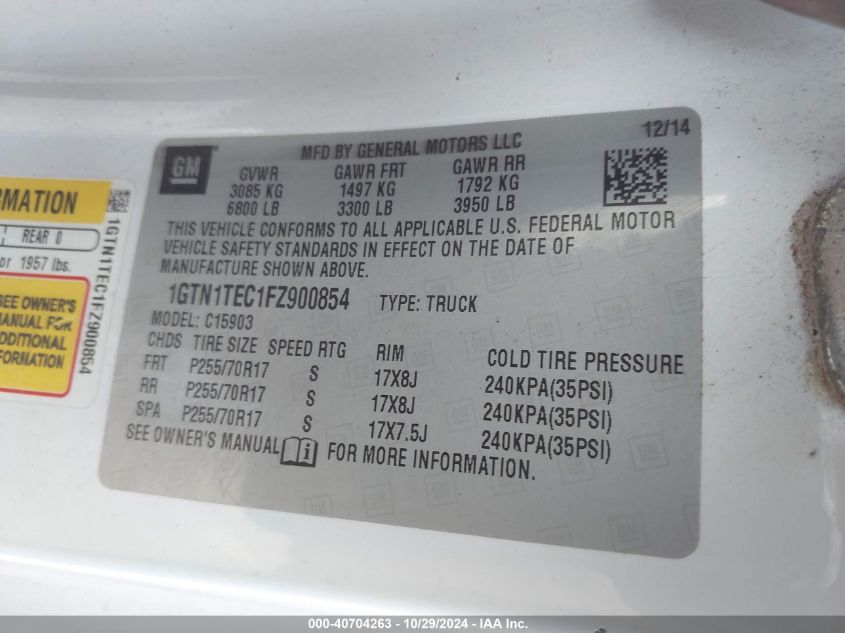 12/14
GM
MFD BY GENERAL MOTORS LLC
GVWR GAWR FRT GAWR RR
3085 KG 1497 KG 1792 KG
6800 LB 3300 LB 3950 LB
THIS VEHICLE CONFORMS TO ALL APPLICABLE U.S. FEDERAL MOTOR
VEHICLE SAFETY STANDARDS IN EFFECT ON THE DATE OF
MANUFACTURE SHOWN ABOVE.
1GTN1TEC1FZ900854 TYPE: TRUCK
MODEL: C15903
CHDS TIRE SIZE SPEED RTG RIM COLD TIRE PRESSURE
FRT P255/70R17 S 17X8J 240KPA(35PSI)
RR P255/70R17 S 17X8J 240KPA(35PSI)
SPA P255/70R17 S 17X7.5J 240KPA(35PSI)
SEE OWNER'S MANUAL i FOR MORE INFORMATION.
RMATION
REAR 0
or 1957 lbs.
SEE OWNER'S
MANUAL FOR
ADDITIONAL
INFORMATION
1GTN1TEC1FZ900854
000-40704263 - 10/29/2024 - IAA Inc.